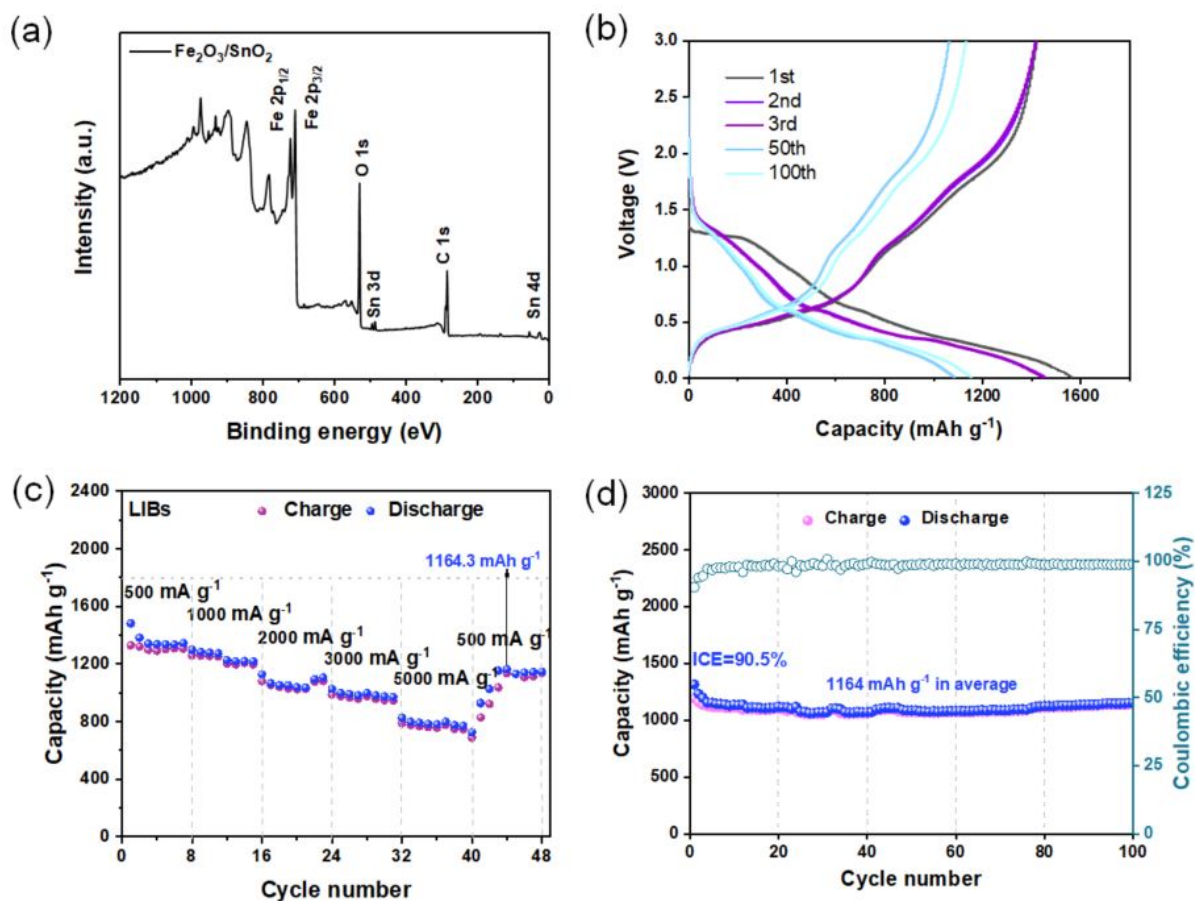 (a)
Fe₂O₃/SnO₂
Fe 2p₁/₂
Fe 2p₃/₂
O 1s
Sn 3d
C 1s
Sn 4d
Intensity (a.u.)
1200 1000 800 600 400 200 0
Binding energy (eV)
(b)
3.0
2.5
2.0
1.5
1.0
0.5
0.0
Voltage (V)
1st
2nd
3rd
50th
100th
0 400 800 1200 1600
Capacity (mAh g⁻¹)
(c)
2400
2000
1600
1200
800
400
0
Capacity (mAh g⁻¹)
LIBs Charge Discharge
1164.3 mAh g⁻¹
500 mA g⁻¹
1000 mA g⁻¹
2000 mA g⁻¹
3000 mA g⁻¹
5000 mA g⁻¹
500 mA g⁻¹
0 8 16 24 32 40 48
Cycle number
(d)
3000
2500
2000
1500
1000
500
0
Capacity (mAh g⁻¹)
Charge Discharge
ICE=90.5%
1164 mAh g⁻¹ in average
125
100
75
50
25
0
Coulombic efficiency (%)
0 20 40 60 80 100
Cycle number